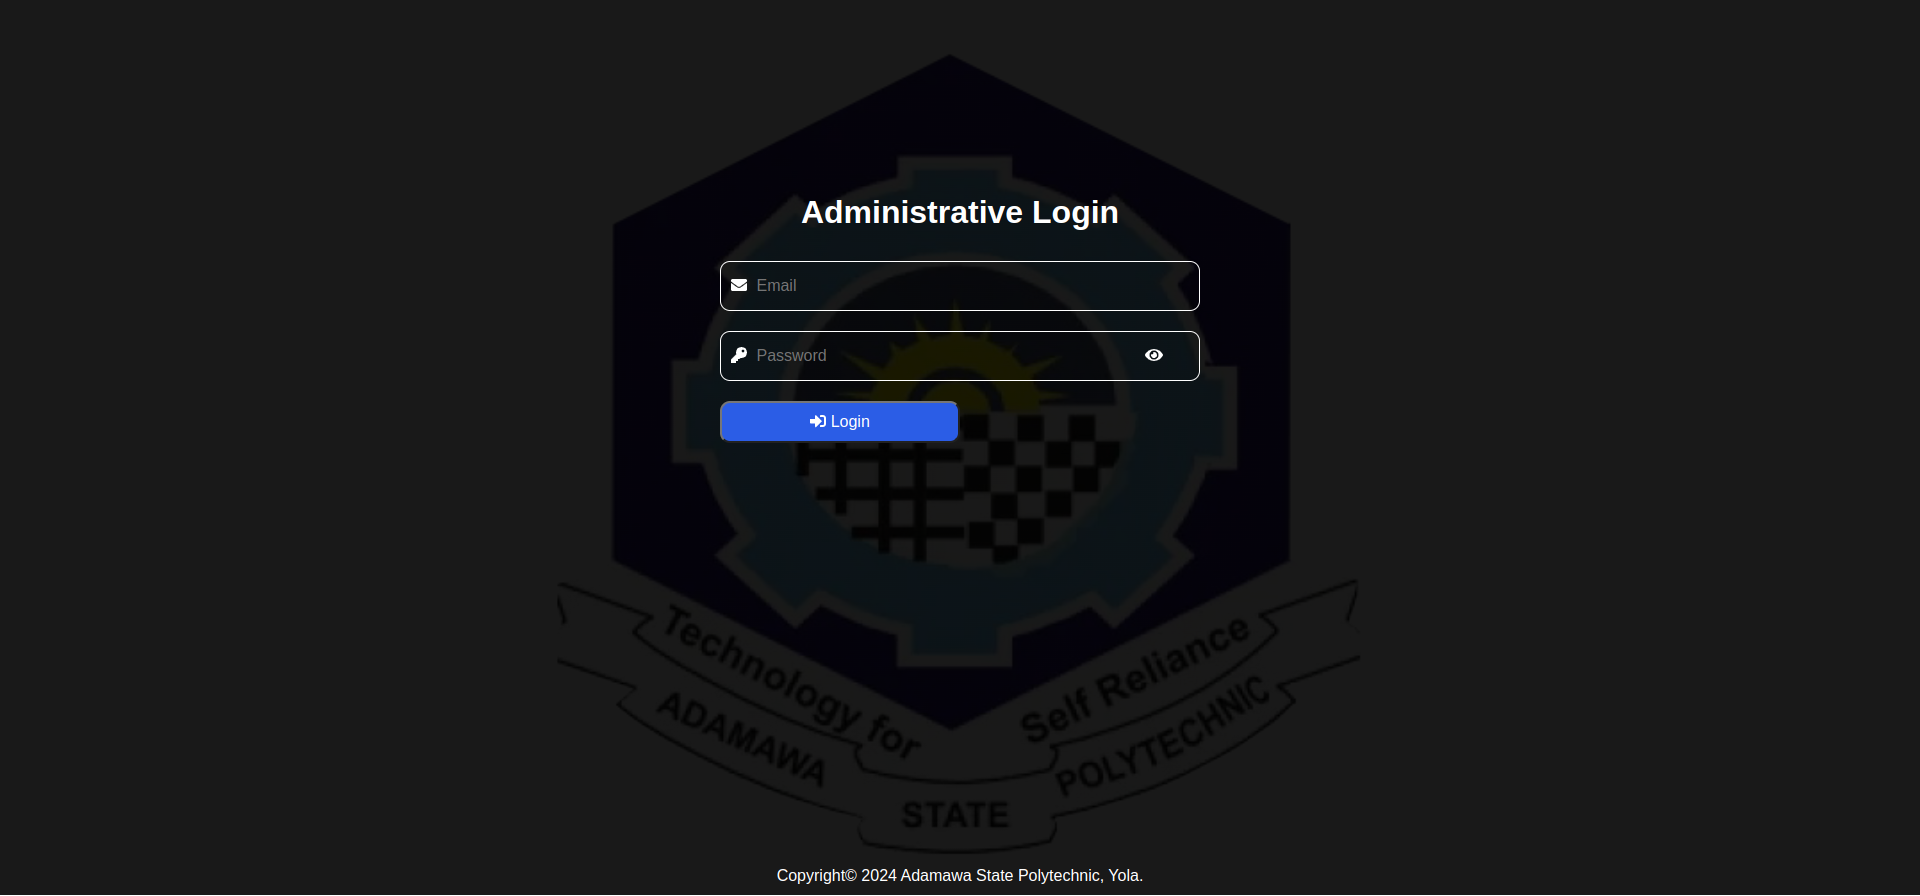 Administrative Login
Email
Password
Login
Technology for Self Reliance
ADAMAWA STATE POLYTECHNIC
Copyright© 2024 Adamawa State Polytechnic, Yola.